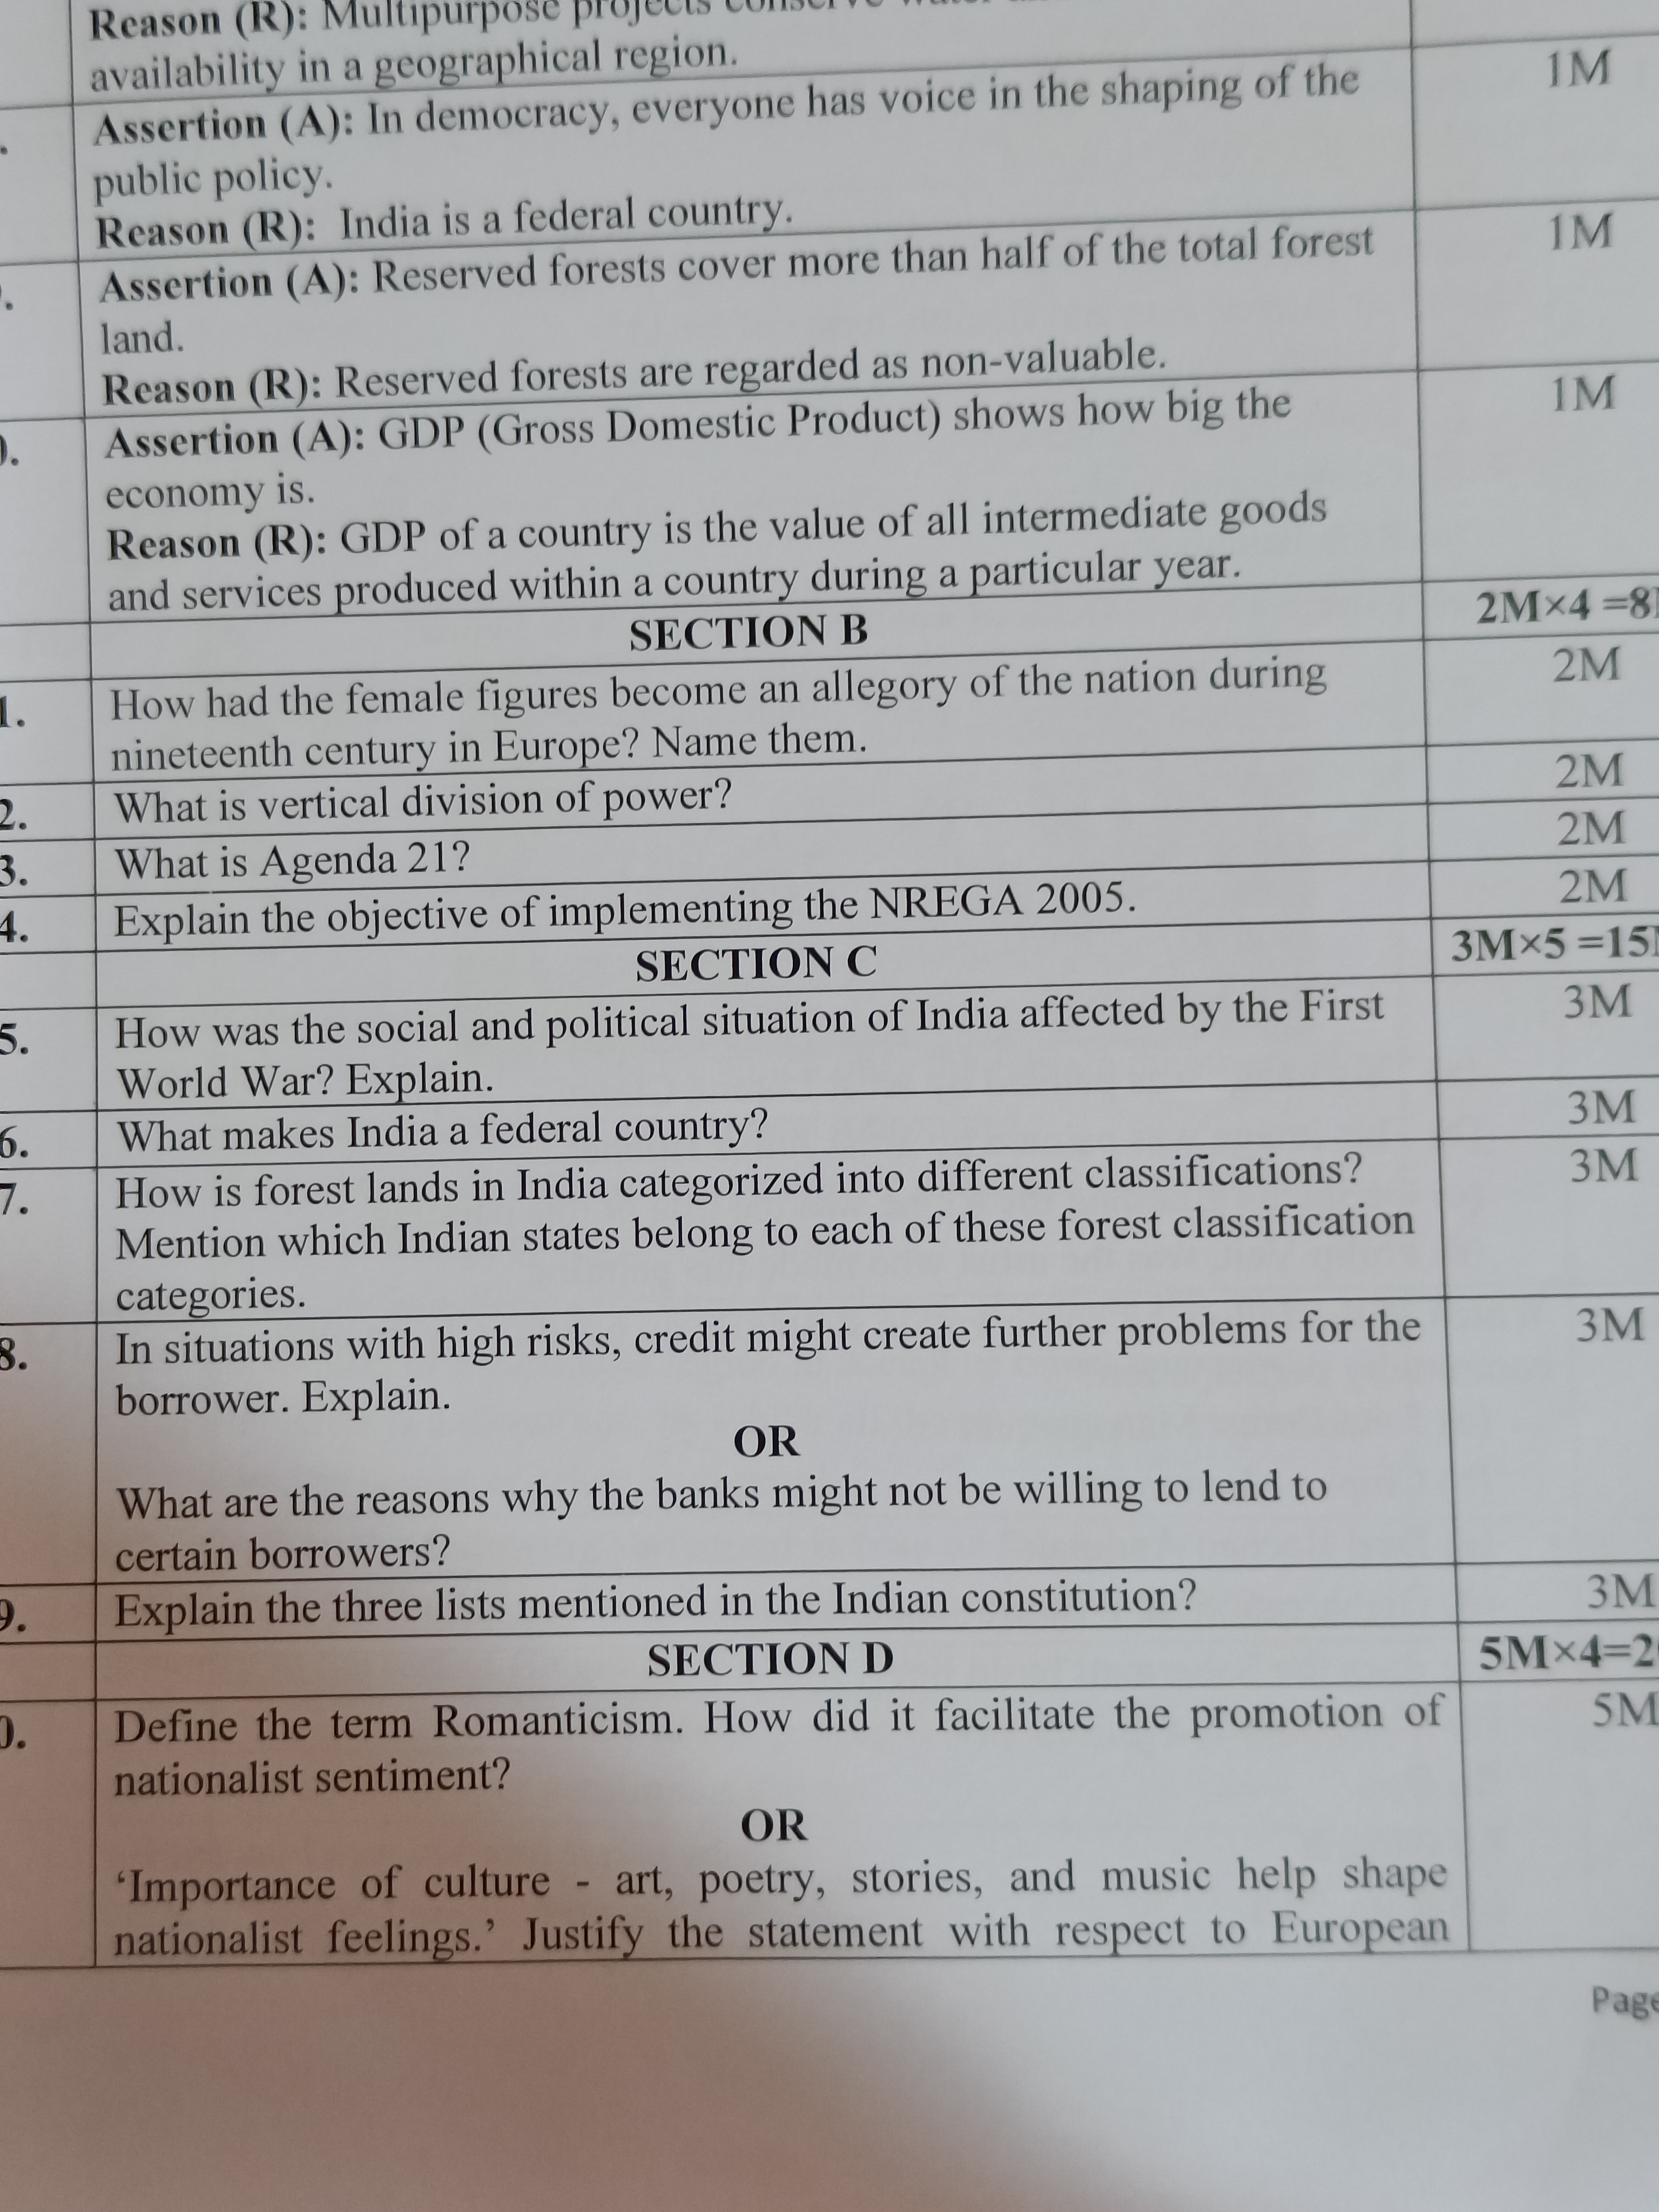 Reason (R): Multipurpose projects conserve water
availability in a geographical region.
1M
. Assertion (A): In democracy, everyone has voice in the shaping of the
public policy.
Reason (R): India is a federal country.
1M
. Assertion (A): Reserved forests cover more than half of the total forest
land.
Reason (R): Reserved forests are regarded as non-valuable.
1M
). Assertion (A): GDP (Gross Domestic Product) shows how big the
economy is.
Reason (R): GDP of a country is the value of all intermediate goods
and services produced within a country during a particular year.
SECTION B 2M×4 =8
1. How had the female figures become an allegory of the nation during 2M
nineteenth century in Europe? Name them.
2. What is vertical division of power? 2M
3. What is Agenda 21? 2M
4. Explain the objective of implementing the NREGA 2005. 2M
SECTION C 3M×5 =15
5. How was the social and political situation of India affected by the First 3M
World War? Explain.
6. What makes India a federal country? 3M
7. How is forest lands in India categorized into different classifications? 3M
Mention which Indian states belong to each of these forest classification
categories.
8. In situations with high risks, credit might create further problems for the 3M
borrower. Explain.
OR
What are the reasons why the banks might not be willing to lend to
certain borrowers?
9. Explain the three lists mentioned in the Indian constitution? 3M
SECTION D 5M×4=2
0. Define the term Romanticism. How did it facilitate the promotion of 5M
nationalist sentiment?
OR
‘Importance of culture - art, poetry, stories, and music help shape
nationalist feelings.’ Justify the statement with respect to European
Page